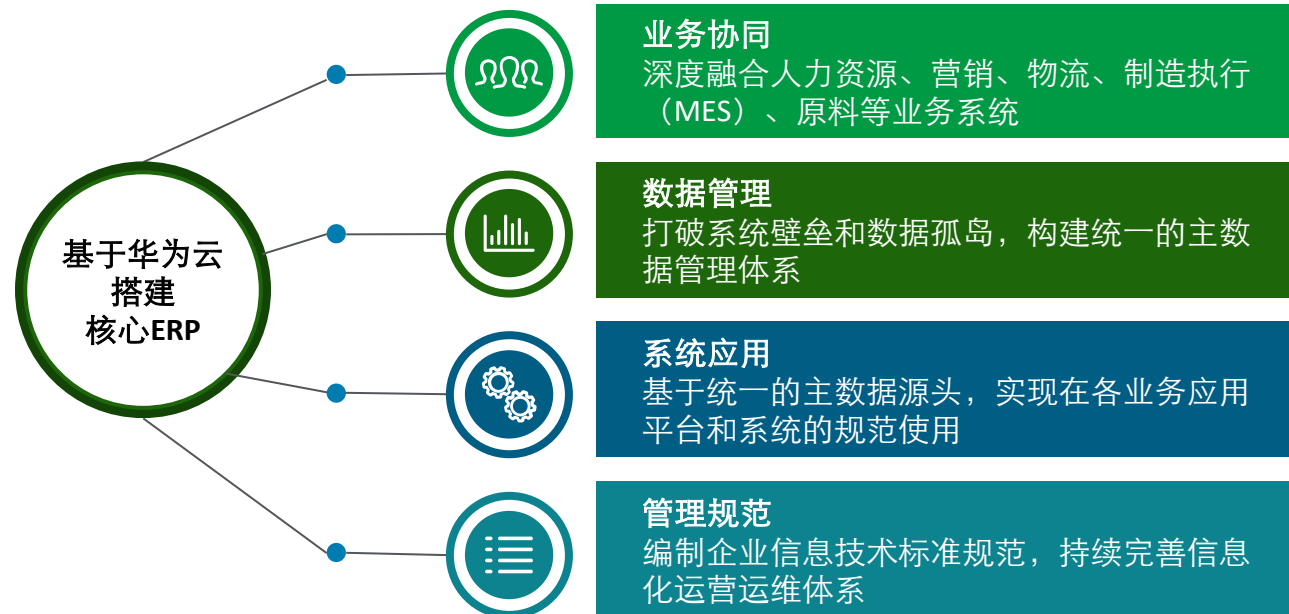 基于华为云
搭建
核心ERP
业务协同
深度融合人力资源、营销、物流、制造执行
（MES）、原料等业务系统
数据管理
打破系统壁垒和数据孤岛，构建统一的主数
据管理体系
系统应用
基于统一的主数据源头，实现在各业务应用
平台和系统的规范使用
管理规范
编制企业信息技术标准规范，持续完善信息
化运营运维体系